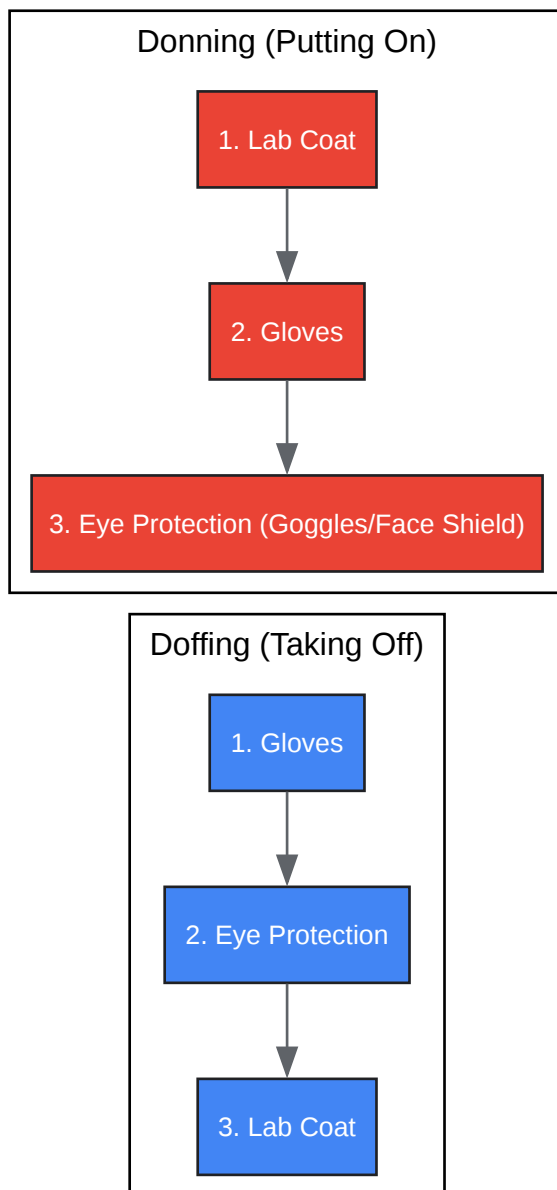 Donning (Putting On)
1. Lab Coat
2. Gloves
3. Eye Protection (Goggles/Face Shield)
Doffing (Taking Off)
1. Gloves
2. Eye Protection
3. Lab Coat